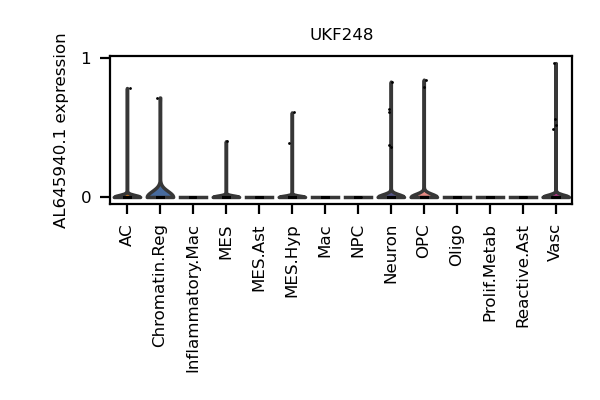 UKF248
AL645940.1 expression
1
0
AC
Chromatin.Reg
Inflammatory.Mac
MES
MES.Ast
MES.Hyp
Mac
NPC
Neuron
OPC
Oligo
Prolif.Metab
Reactive.Ast
Vasc